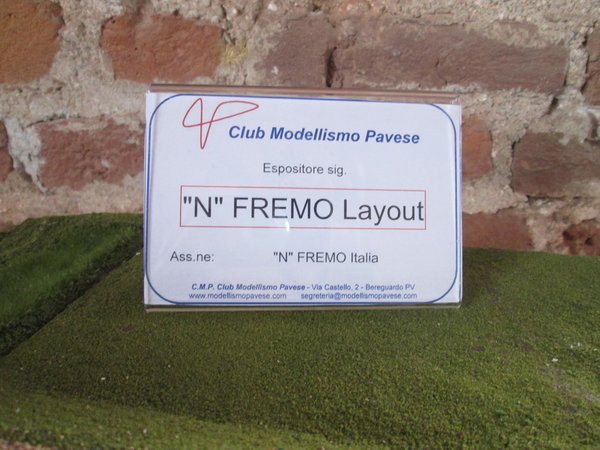 Club Modellismo Pavese
Espositore sig.
"N" FREMO Layout
Ass.ne: "N" FREMO Italia
C.M.P. Club Modellismo Pavese - Via Castello, 2 - Bereguardo PV
www.modellismopavese.com segreteria@modellismopavese.com